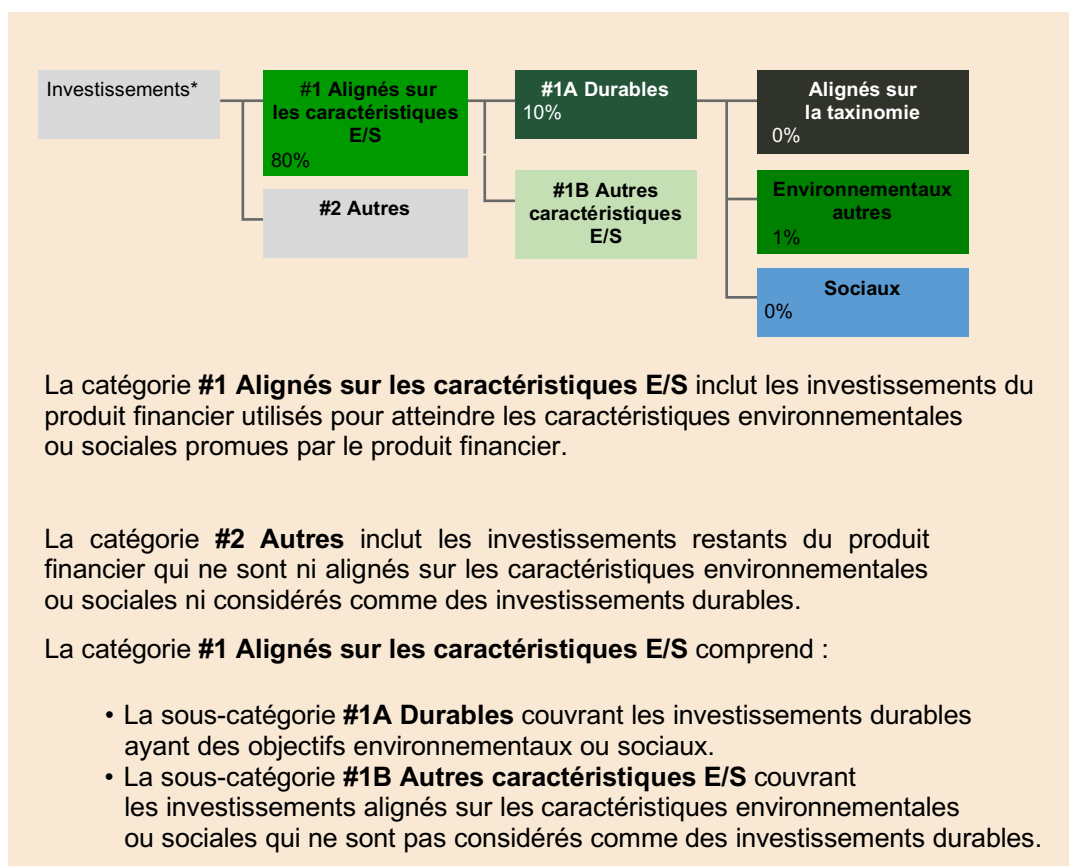 Investissements*
#1 Alignés sur
les caractéristiques
E/S
80%
#2 Autres
#1A Durables
10%
#1B Autres
caractéristiques
E/S
Alignés sur
la taxinomie
0%
Environnementaux
autres
1%
Sociaux
0%
La catégorie #1 Alignés sur les caractéristiques E/S inclut les investissements du
produit financier utilisés pour atteindre les caractéristiques environnementales
ou sociales promues par le produit financier.
La catégorie #2 Autres inclut les investissements restants du produit
financier qui ne sont ni alignés sur les caractéristiques environnementales
ou sociales ni considérés comme des investissements durables.
La catégorie #1 Alignés sur les caractéristiques E/S comprend :
• La sous-catégorie #1A Durables couvrant les investissements durables
ayant des objectifs environnementaux ou sociaux.
• La sous-catégorie #1B Autres caractéristiques E/S couvrant
les investissements alignés sur les caractéristiques environnementales
ou sociales qui ne sont pas considérés comme des investissements durables.